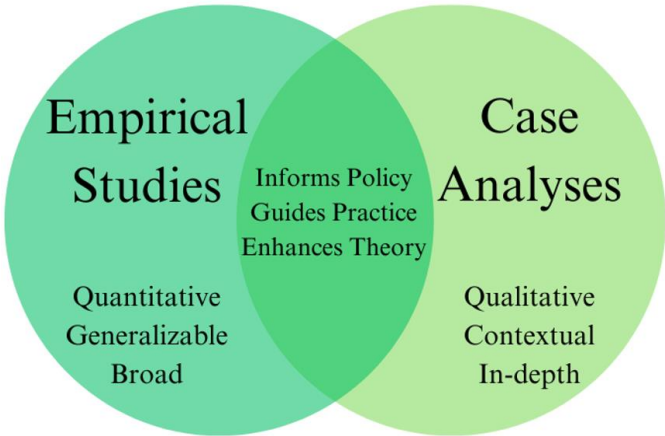 Empirical
Studies
Quantitative
Generalizable
Broad
Informs Policy
Guides Practice
Enhances Theory
Case
Analyses
Qualitative
Contextual
In-depth